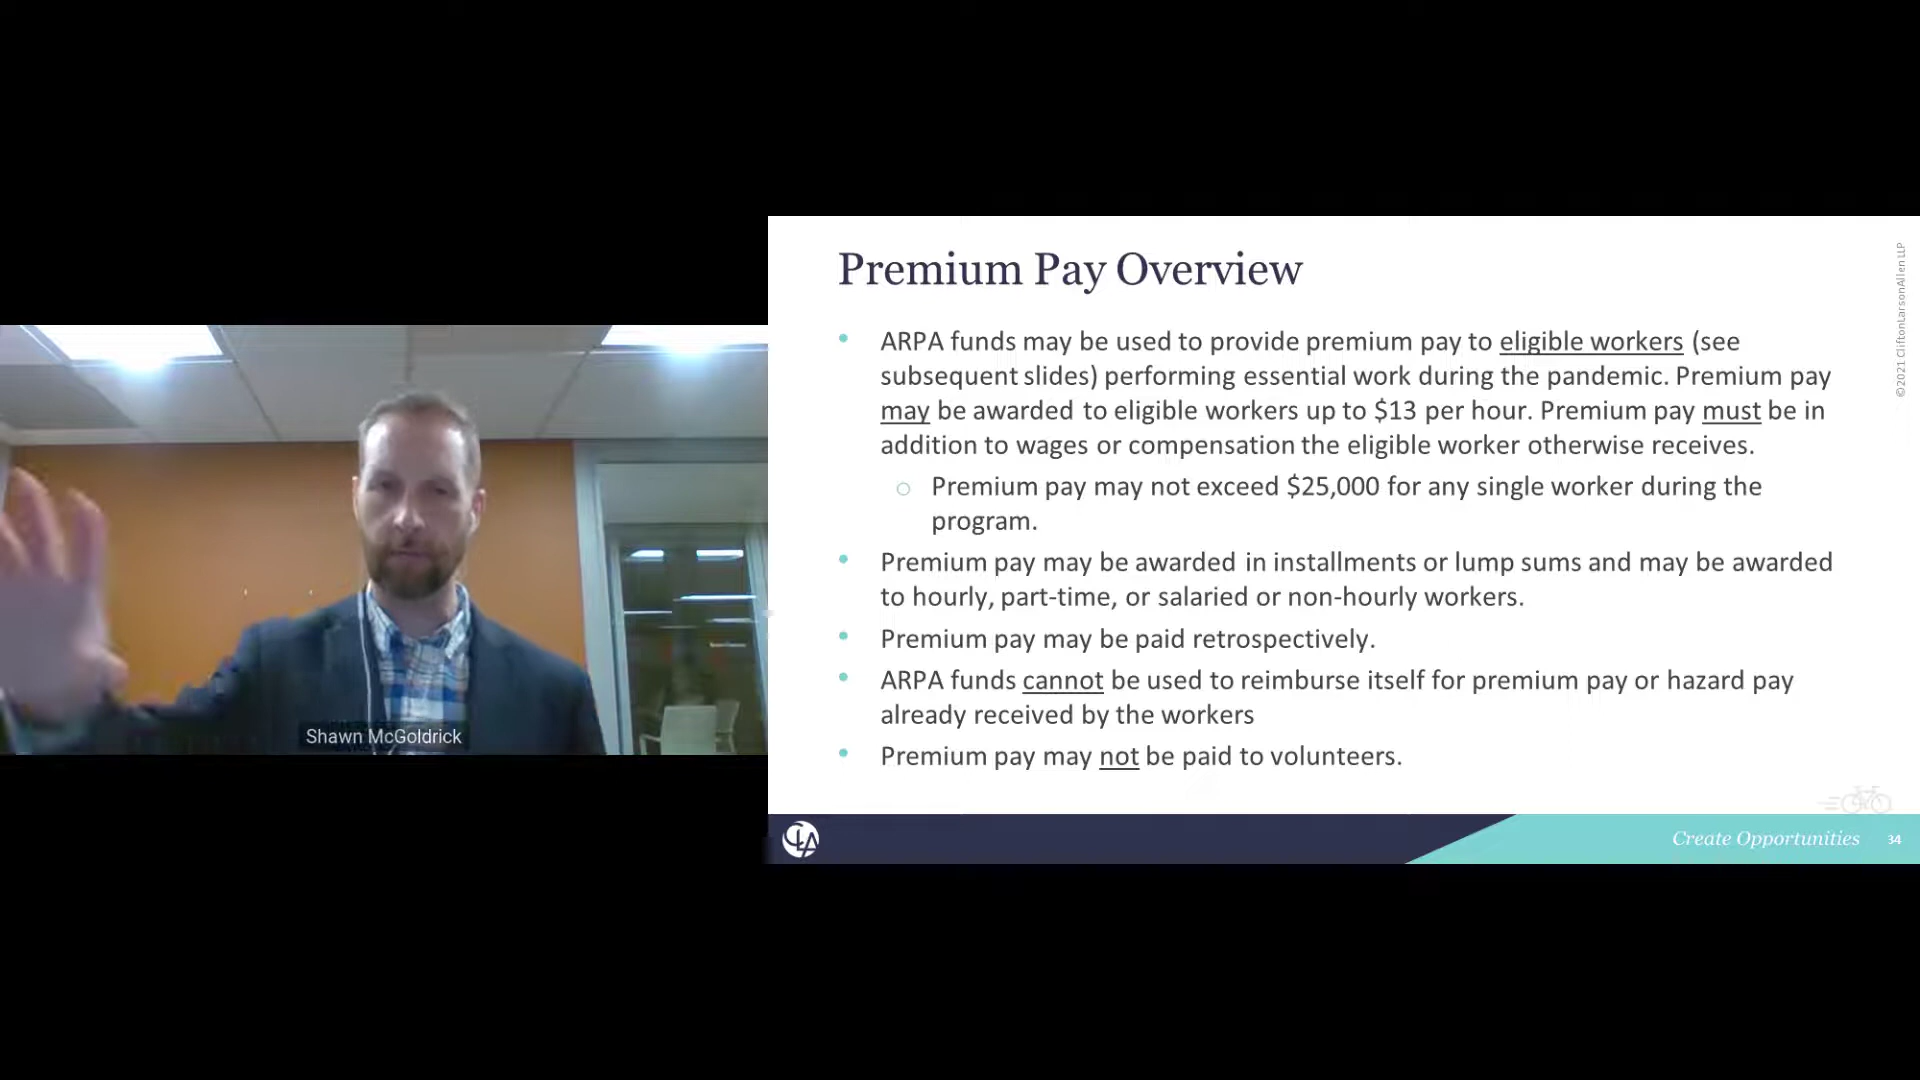 Premium Pay Overview
• ARPA funds may be used to provide premium pay to eligible workers (see
subsequent slides) performing essential work during the pandemic. Premium pay
may be awarded to eligible workers up to $13 per hour. Premium pay must be in
addition to wages or compensation the eligible worker otherwise receives.
○ Premium pay may not exceed $25,000 for any single worker during the
program.
• Premium pay may be awarded in installments or lump sums and may be awarded
to hourly, part-time, or salaried or non-hourly workers.
• Premium pay may be paid retrospectively.
• ARPA funds cannot be used to reimburse itself for premium pay or hazard pay
already received by the workers
• Premium pay may not be paid to volunteers.
©2021 CliftonLarsonAllen LLP
CLA
Create Opportunities 34
Shawn McGoldrick